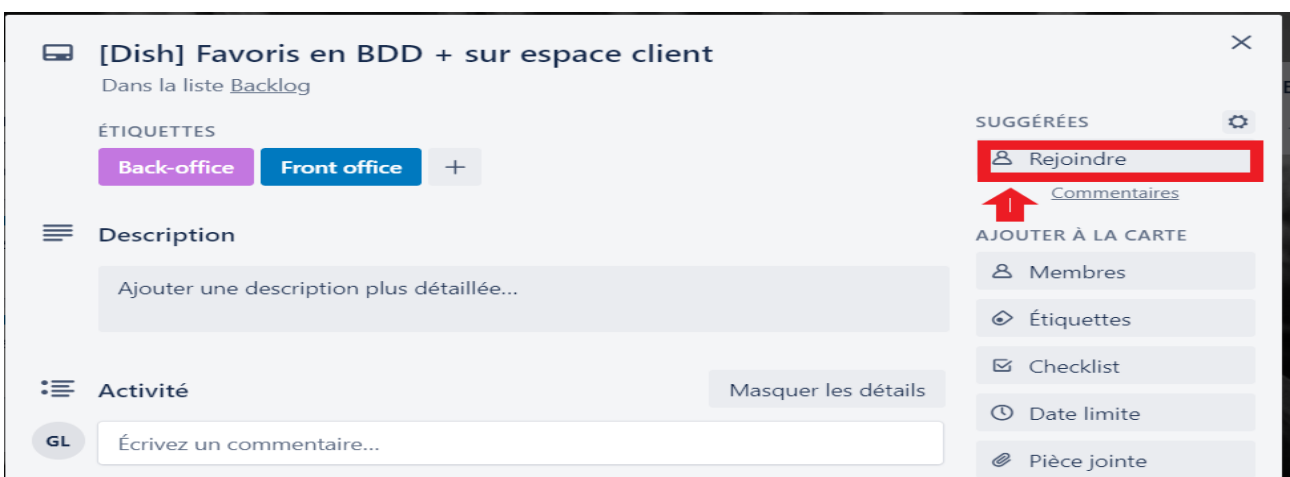 [Dish] Favoris en BDD + sur espace client
Dans la liste Backlog
ÉTIQUETTES
Back-office
Front office
Description
Ajouter une description plus détaillée...
Activité
Masquer les détails
GL
Écrivez un commentaire...
SUGGÉRÉES
Rejoindre
Commentaires
AJOUTER À LA CARTE
Membres
Étiquettes
Checklist
Date limite
Pièce jointe